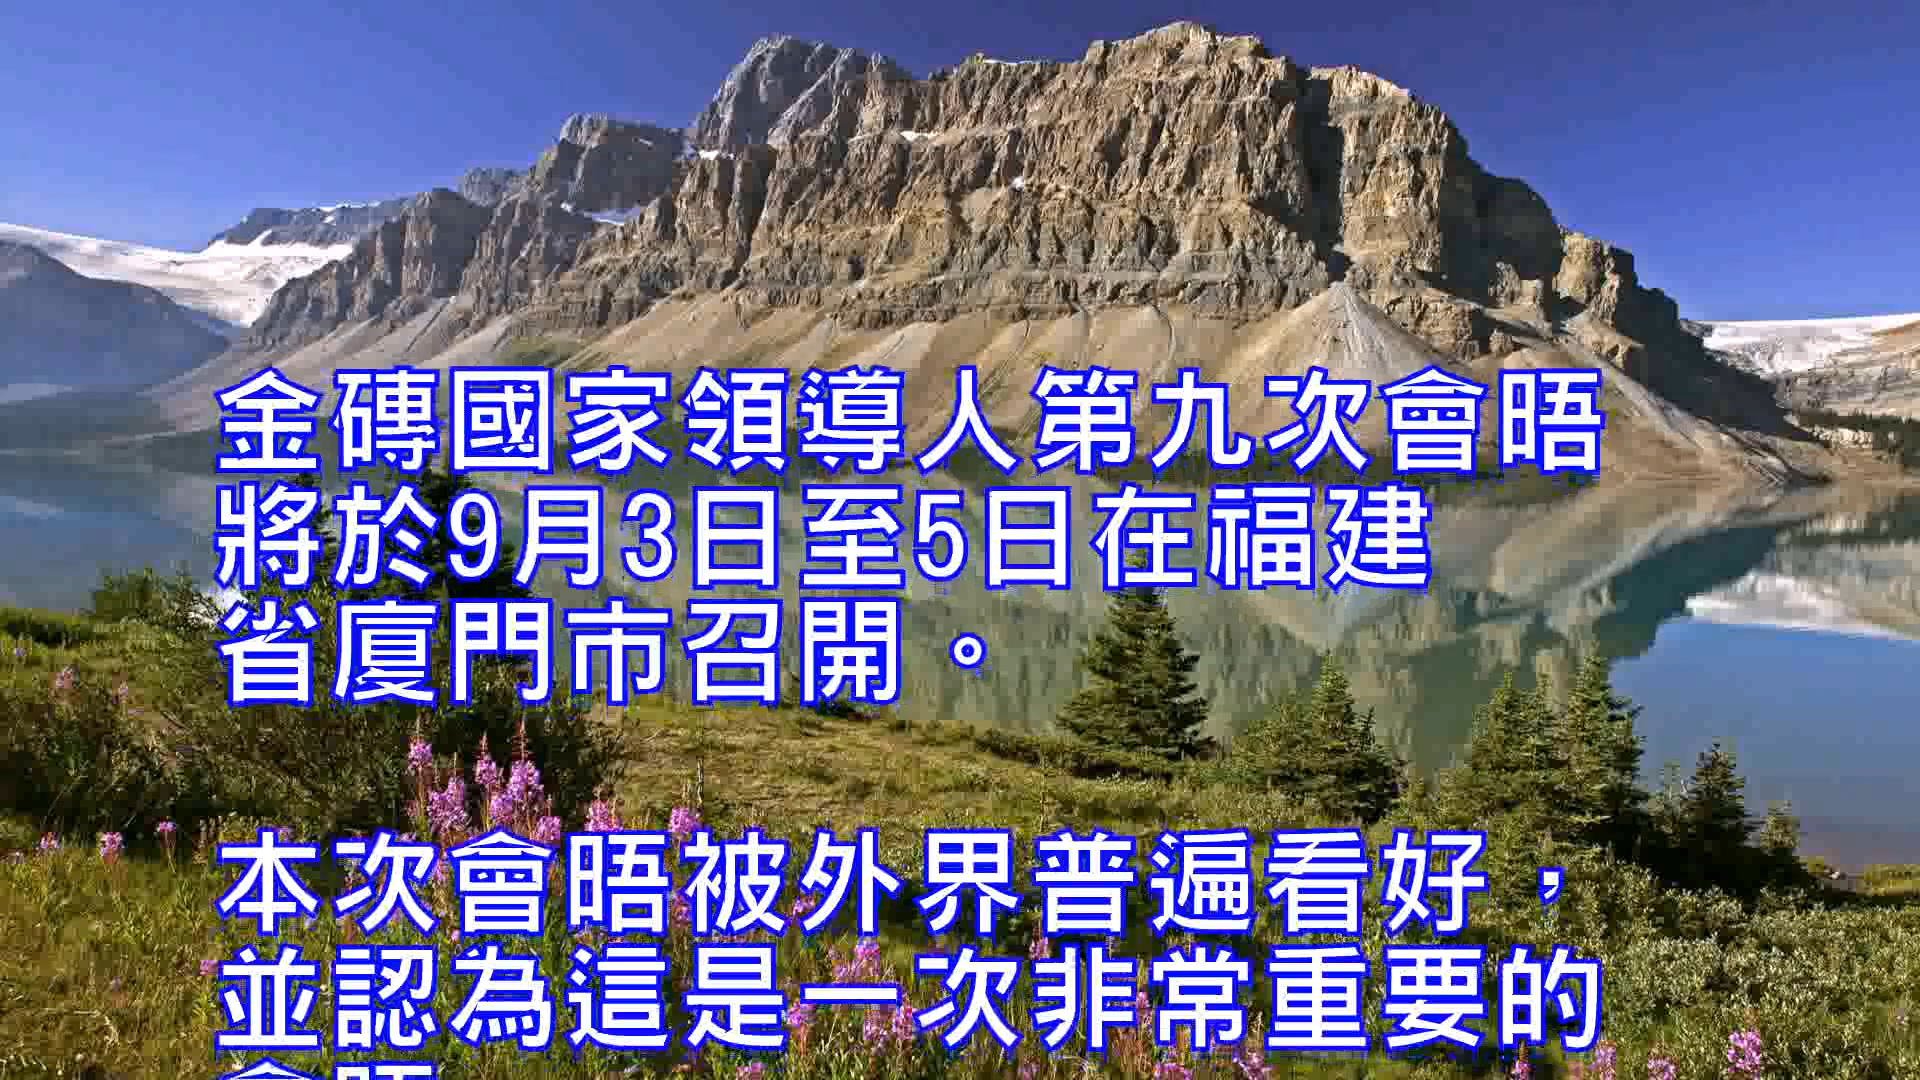 金磚國家領導人第九次會晤
將於9月3日至5日在福建
省廈門市召開。
本次會晤被外界普遍看好，
並認為這是一次非常重要的